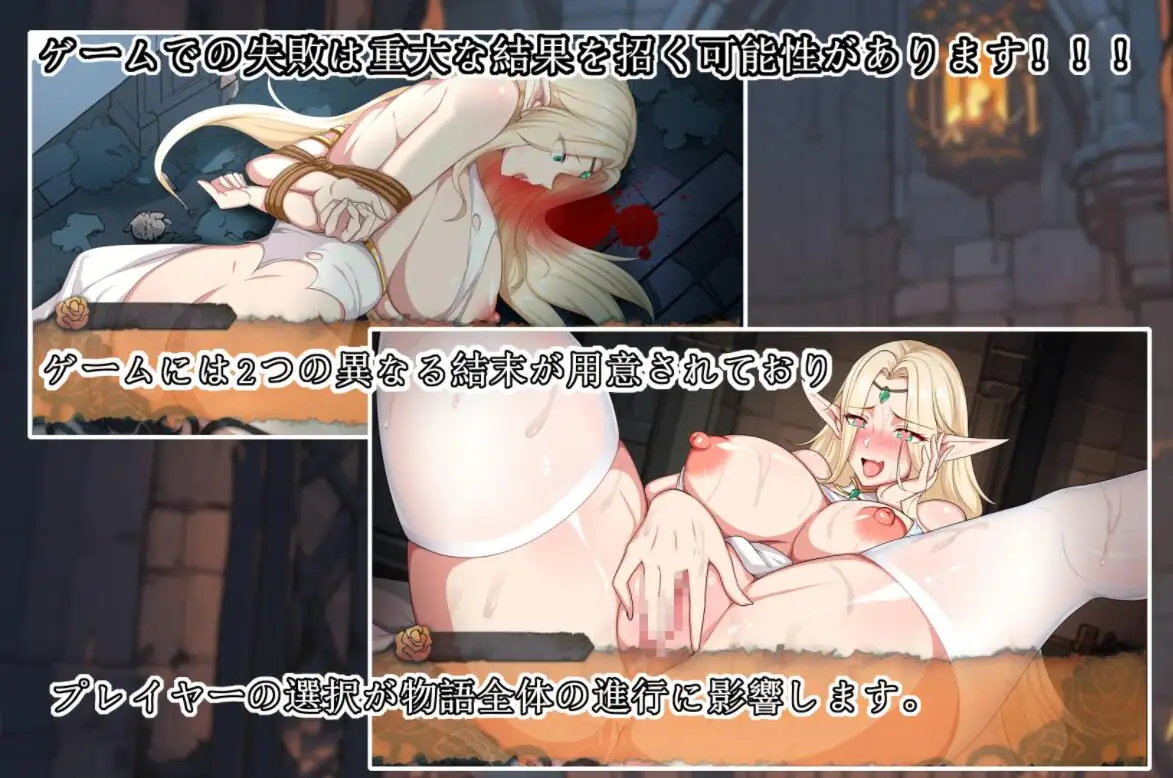 ゲームでの失敗は重大な結果を招く可能性があります！！！
ゲームには2つの異なる結末が用意されており
プレイヤーの選択が物語全体の進行に影響します。